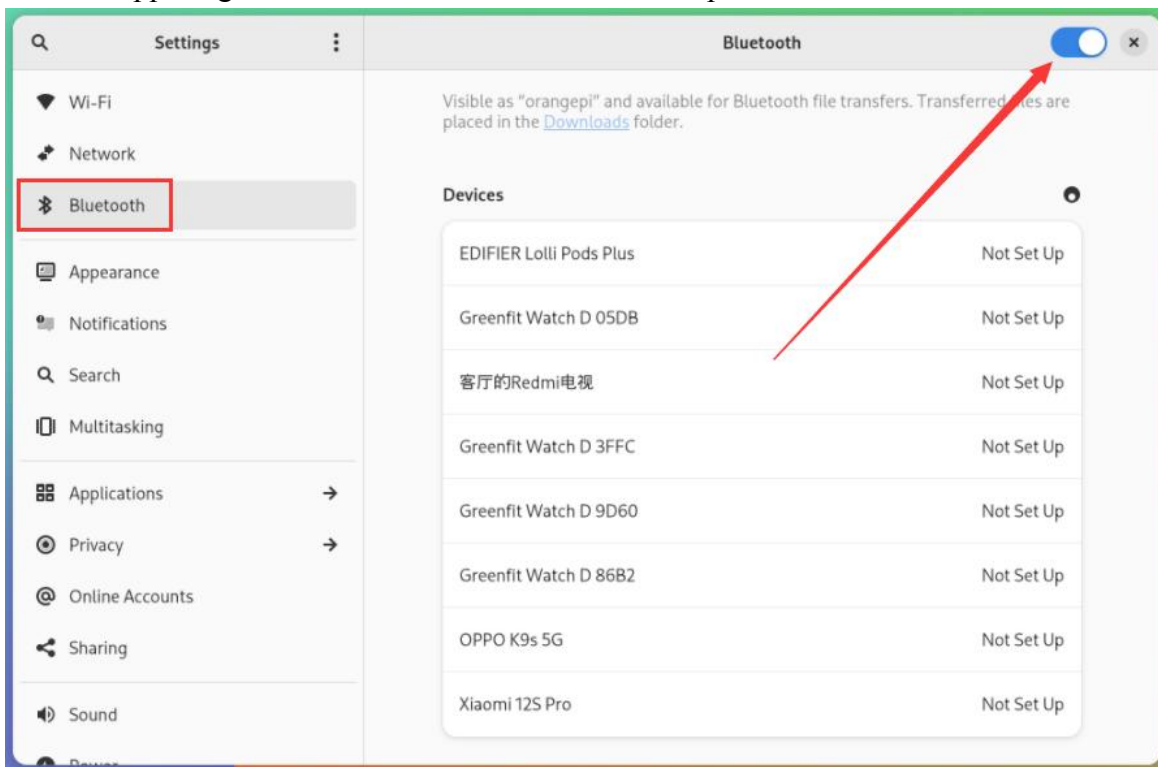 Settings
Bluetooth
Wi-Fi
Network
Bluetooth
Appearance
Notifications
Search
Multitasking
Applications
Privacy
Online Accounts
Sharing
Sound
Visible as "orangepi" and available for Bluetooth file transfers. Transferred files are
placed in the Downloads folder.
Devices
EDIFIER Lolli Pods Plus Not Set Up
Greenfit Watch D 05DB Not Set Up
客厅的Redmi电视 Not Set Up
Greenfit Watch D 3FFC Not Set Up
Greenfit Watch D 9D60 Not Set Up
Greenfit Watch D 86B2 Not Set Up
OPPO K9s 5G Not Set Up
Xiaomi 12S Pro Not Set Up